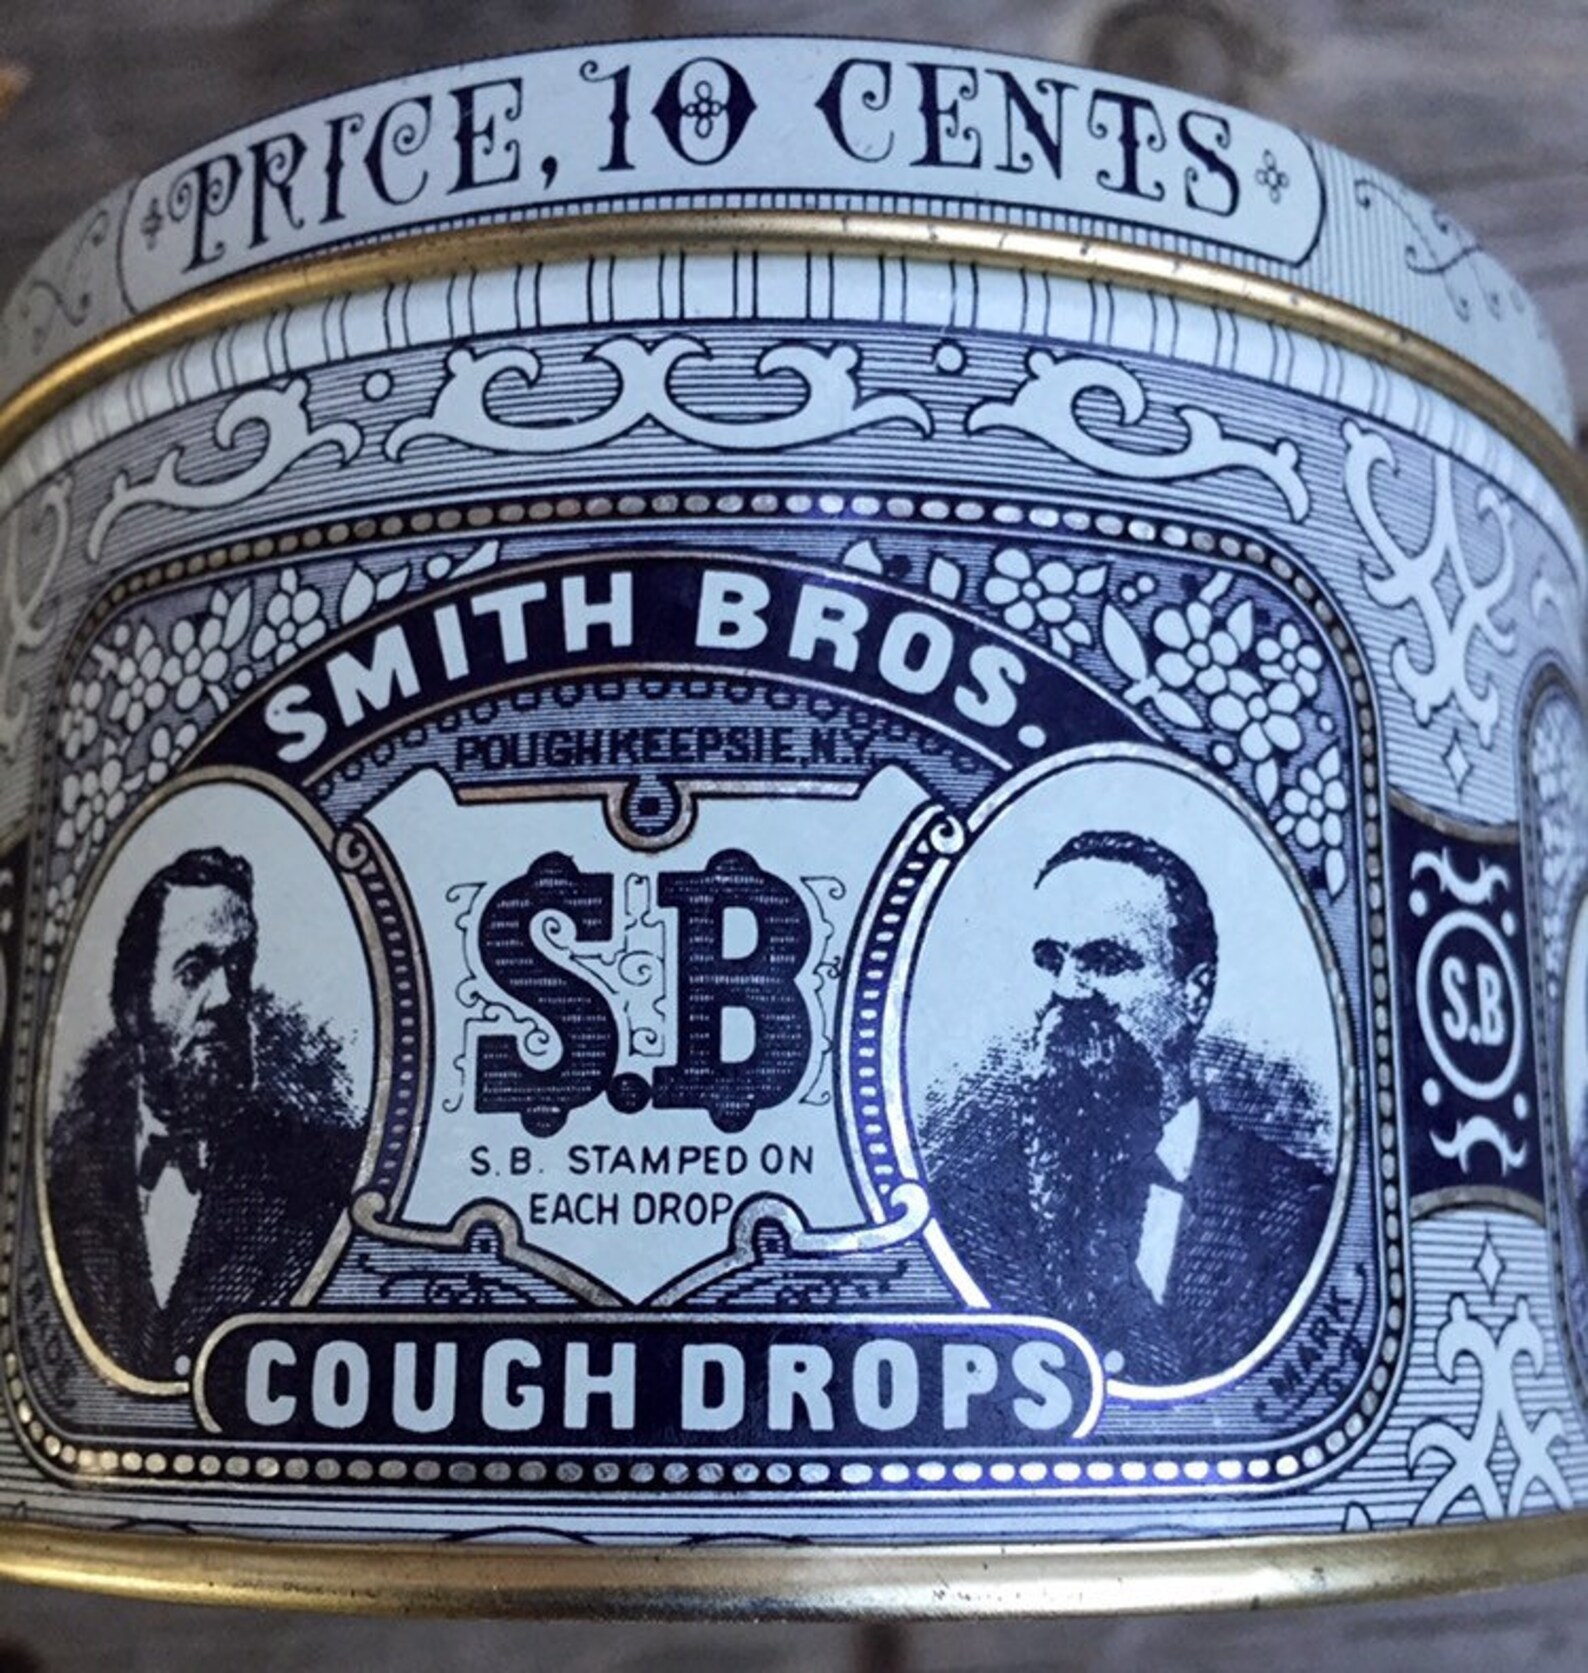 PRICE, 10 CENTS
SMITH BROS.
POUGHKEEPSIE, N.Y.
S.B
S.B. STAMPED ON
EACH DROP
COUGH DROPS
MARK
S.B